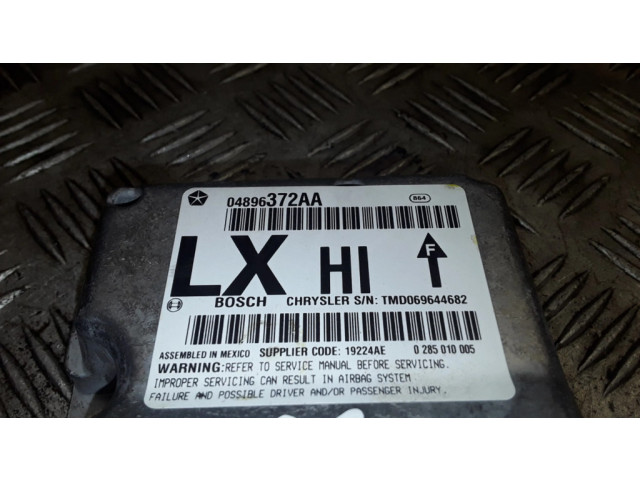 04896372AA 864
LX HI F
BOSCH CHRYSLER S/N: TMD069644682
ASSEMBLED IN MEXICO SUPPLIER CODE: 19224AE 0 285 010 005
WARNING:REFER TO SERVICE MANUAL BEFORE SERVICING.
IMPROPER SERVICING CAN RESULT IN AIRBAG SYSTEM
FAILURE AND POSSIBLE DRIVER AND/OR PASSENGER INJURY.